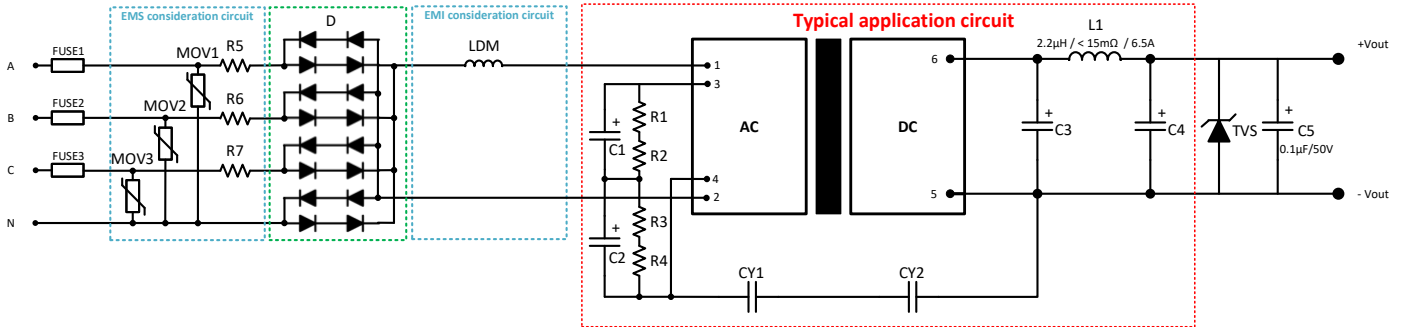 EMS consideration circuit
D
EMI consideration circuit
Typical application circuit
L1
2.2μH / < 15mΩ / 6.5A
FUSE1
MOV1
R5
LDM
A
1
6
+Vout
3
FUSE2
MOV2
R6
R1
B
AC
DC
C3
C4
TVS
C5
C1
R2
0.1μF/50V
FUSE3
MOV3
R7
C
4
2
5
- Vout
N
R3
C2
R4
CY1
CY2
+
+
+
+
+